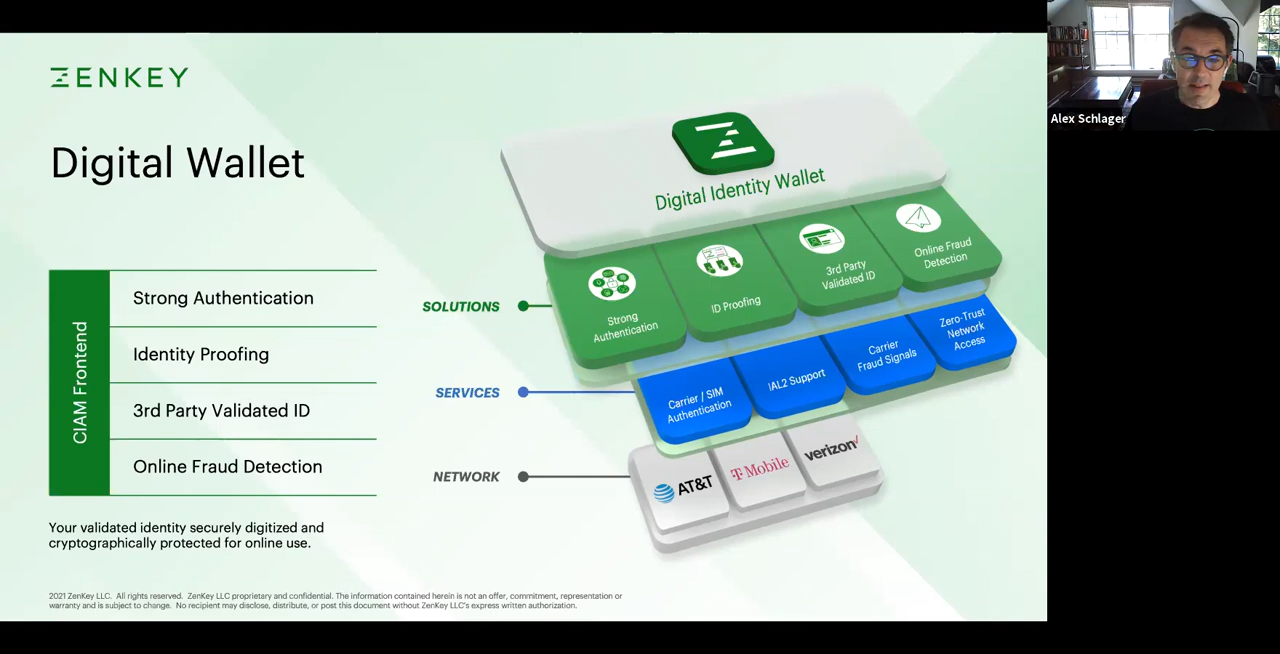 ZENKEY
Digital Wallet
CIAM Frontend
Strong Authentication
Identity Proofing
3rd Party Validated ID
Online Fraud Detection
Your validated identity securely digitized and
cryptographically protected for online use.
Digital Identity Wallet
SOLUTIONS
Strong
Authentication
ID Proofing
3rd Party
Validated ID
Online Fraud
Detection
SERVICES
Carrier / SIM
Authentication
IAL2 Support
Carrier
Fraud Signals
Zero-Trust
Network
Access
NETWORK
AT&T
T Mobile
verizon
2021 ZenKey LLC. All rights reserved. ZenKey LLC proprietary and confidential. The information contained herein is not an offer, commitment, representation or
warranty and is subject to change. No recipient may disclose, distribute, or post this document without ZenKey LLC's express written authorization.
Alex Schlager